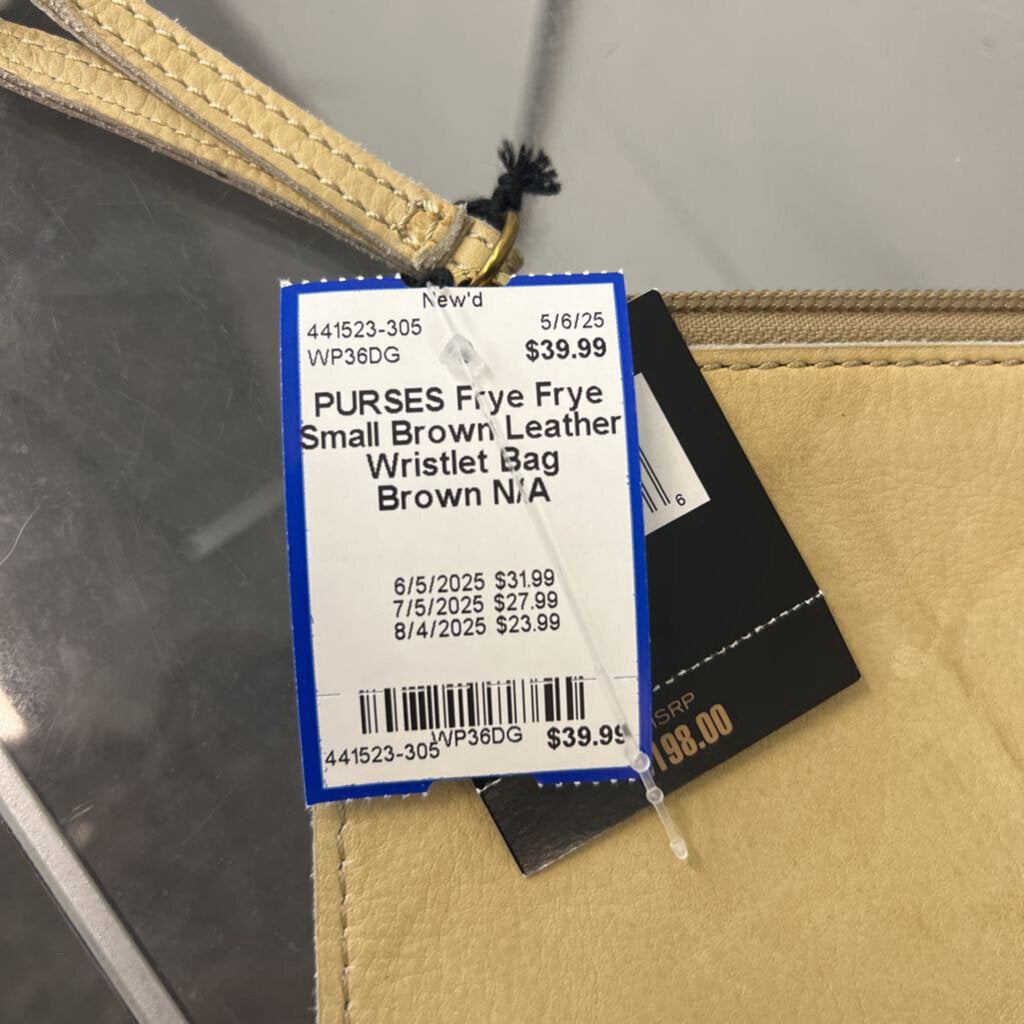 New'd
441523-305 5/6/25
WP36DG $39.99
PURSES Frye Frye
Small Brown Leather
Wristlet Bag
Brown N/A
6/5/2025 $31.99
7/5/2025 $27.99
8/4/2025 $23.99
WP36DG $39.99
441523-305
6
MSRP
198.00